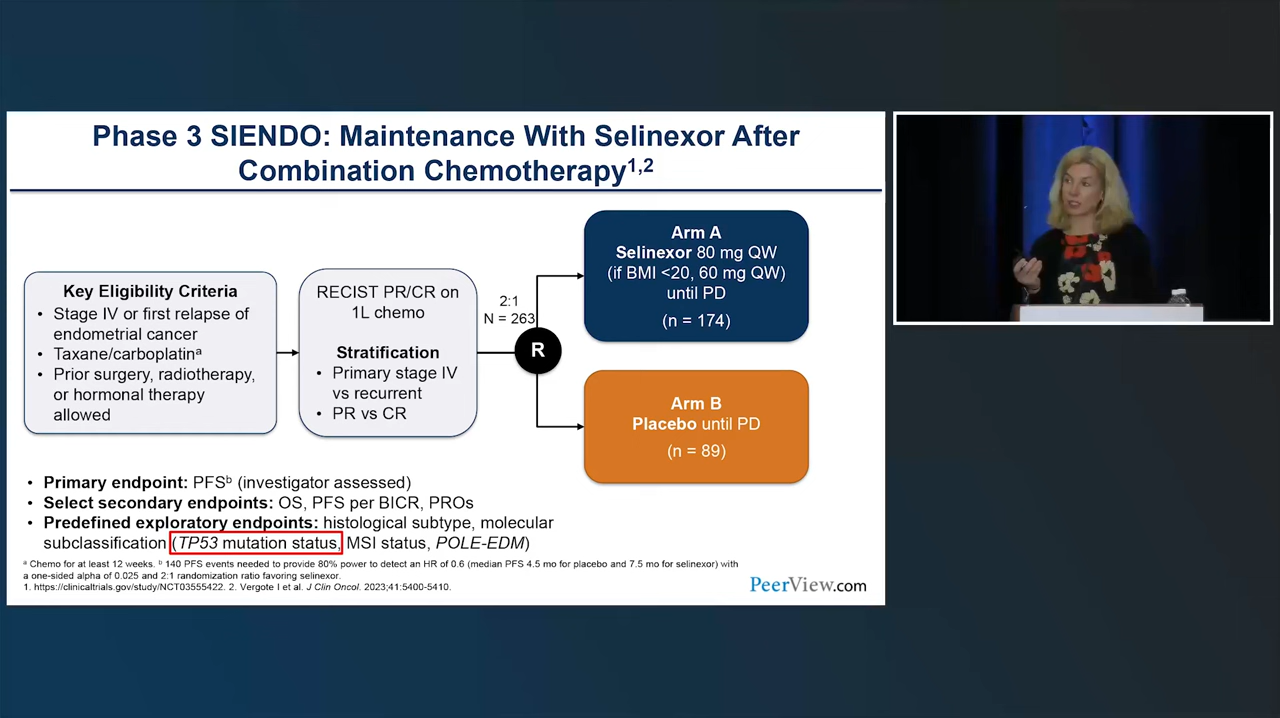 Phase 3 SIENDO: Maintenance With Selinexor After
Combination Chemotherapy1,2
Key Eligibility Criteria
• Stage IV or first relapse of
endometrial cancer
• Taxane/carboplatina
• Prior surgery, radiotherapy,
or hormonal therapy
allowed
RECIST PR/CR on
1L chemo
Stratification
• Primary stage IV
vs recurrent
• PR vs CR
2:1
N = 263
R
Arm A
Selinexor 80 mg QW
(if BMI <20, 60 mg QW)
until PD
(n = 174)
Arm B
Placebo until PD
(n = 89)
• Primary endpoint: PFSb (investigator assessed)
• Select secondary endpoints: OS, PFS per BICR, PROs
• Predefined exploratory endpoints: histological subtype, molecular
subclassification (TP53 mutation status, MSI status, POLE-EDM)
a Chemo for at least 12 weeks. b 140 PFS events needed to provide 80% power to detect an HR of 0.6 (median PFS 4.5 mo for placebo and 7.5 mo for selinexor) with
a one-sided alpha of 0.025 and 2:1 randomization ratio favoring selinexor.
1. https://clinicaltrials.gov/study/NCT03555422. 2. Vergote I et al. J Clin Oncol. 2023;41:5400-5410.
PeerView.com